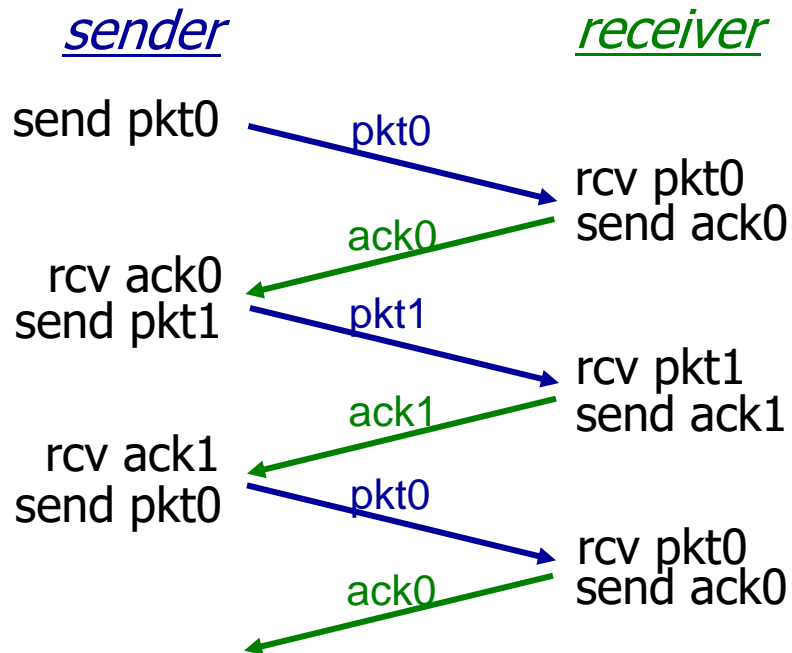 sender
receiver
send pkt0
pkt0
rcv pkt0
send ack0
ack0
rcv ack0
send pkt1
pkt1
rcv pkt1
send ack1
ack1
rcv ack1
send pkt0
pkt0
rcv pkt0
send ack0
ack0